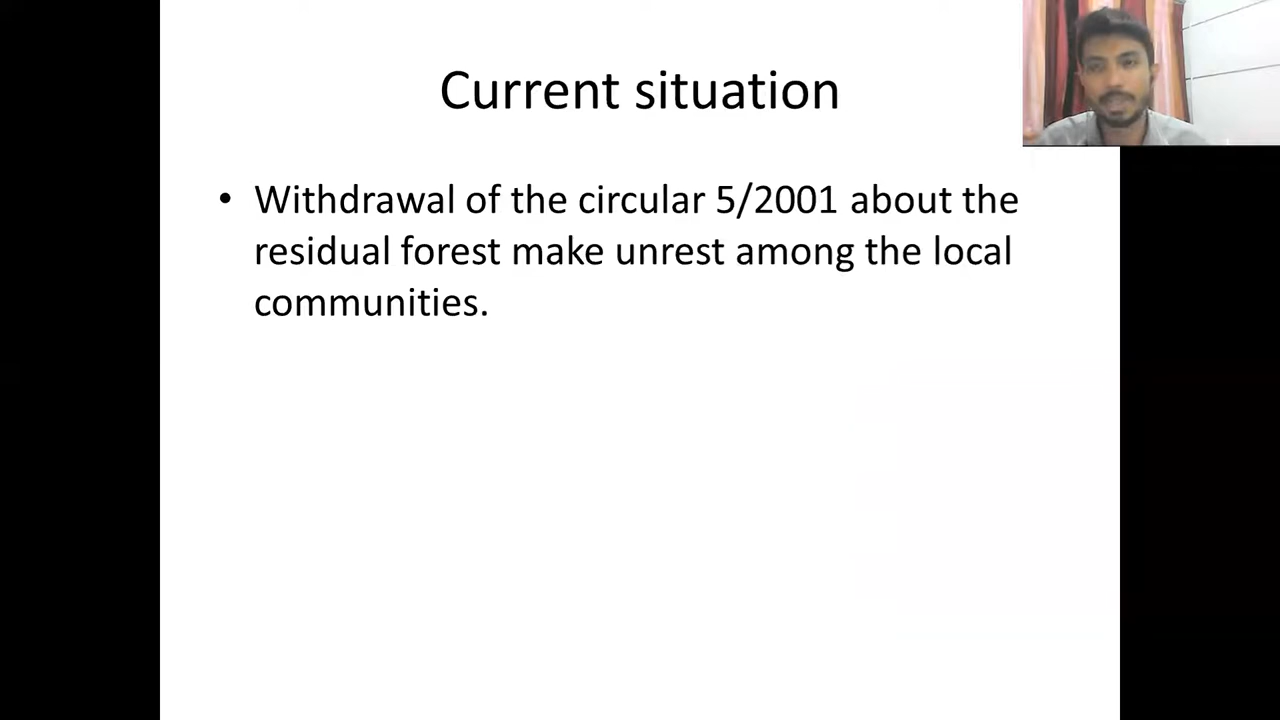 Current situation
• Withdrawal of the circular 5/2001 about the
residual forest make unrest among the local
communities.